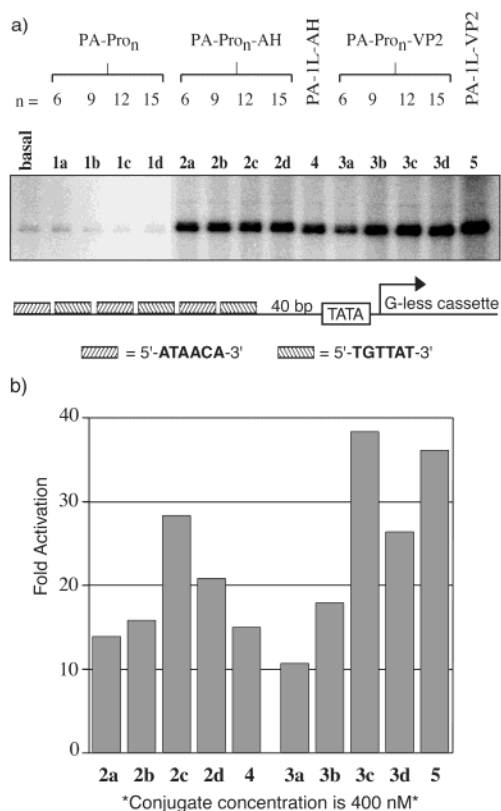 a)
PA-Pro_n PA-Pro_n-AH PA-1L-AH PA-Pro_n-VP2 PA-1L-VP2
n = 6 9 12 15 6 9 12 15 6 9 12 15
basal 1a 1b 1c 1d 2a 2b 2c 2d 4 3a 3b 3c 3d 5
40 bp TATA G-less cassette
= 5'-ATAACA-3' = 5'-TGTTAT-3'
b)
Fold Activation
40
30
20
10
0
2a 2b 2c 2d 4 3a 3b 3c 3d 5
*Conjugate concentration is 400 nM*